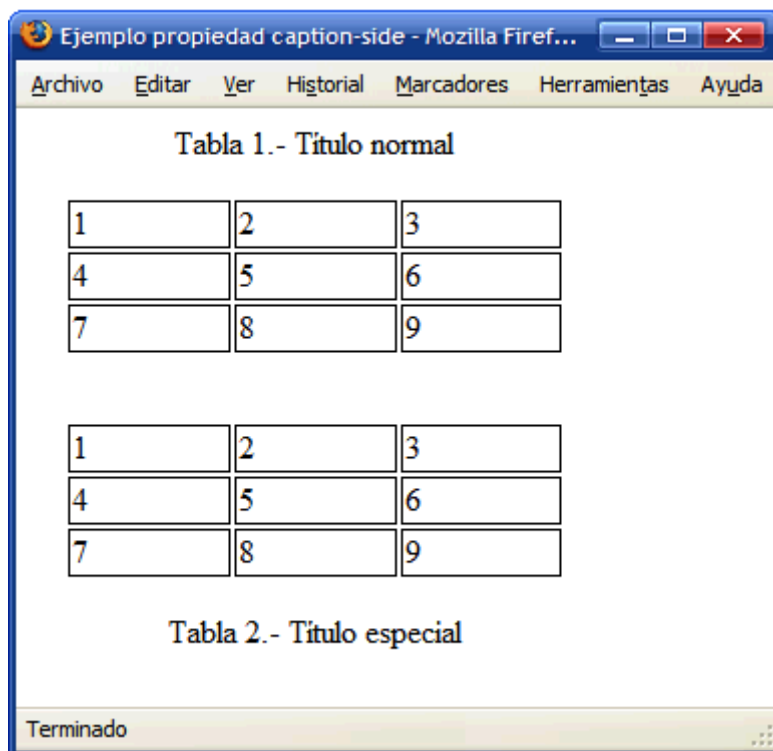 Ejemplo propiedad caption-side - Mozilla Firef...
Archivo Editar Ver Historial Marcadores Herramientas Ayuda
Tabla 1.- Título normal
1 2 3
4 5 6
7 8 9
1 2 3
4 5 6
7 8 9
Tabla 2.- Título especial
Terminado